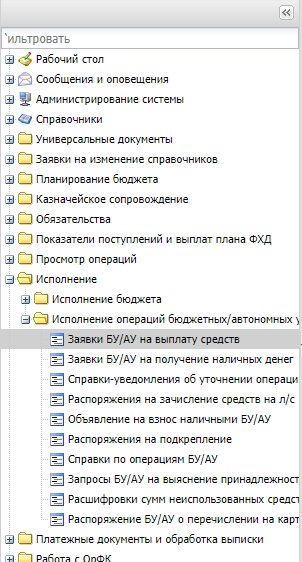 ильтровать
Рабочий стол
Сообщения и оповещения
Администрирование системы
Справочники
Универсальные документы
Заявки на изменение справочников
Планирование бюджета
Казначейское сопровождение
Обязательства
Показатели поступлений и выплат плана ФХД
Просмотр операций
Исполнение
Исполнение бюджета
Исполнение операций бюджетных/автономных у
Заявки БУ/АУ на выплату средств
Заявки БУ/АУ на получение наличных денег
Справки-уведомления об уточнении операци
Распоряжения на зачисление средств на л/с
Объявление на взнос наличными БУ/АУ
Распоряжения на подкрепление
Справки по операциям БУ/АУ
Запросы БУ/АУ на выяснение принадлежност
Расшифровки сумм неиспользованных средст
Распоряжение БУ/АУ о перечислении на карт
Платежные документы и обработка выписки
Работа с ОрФК